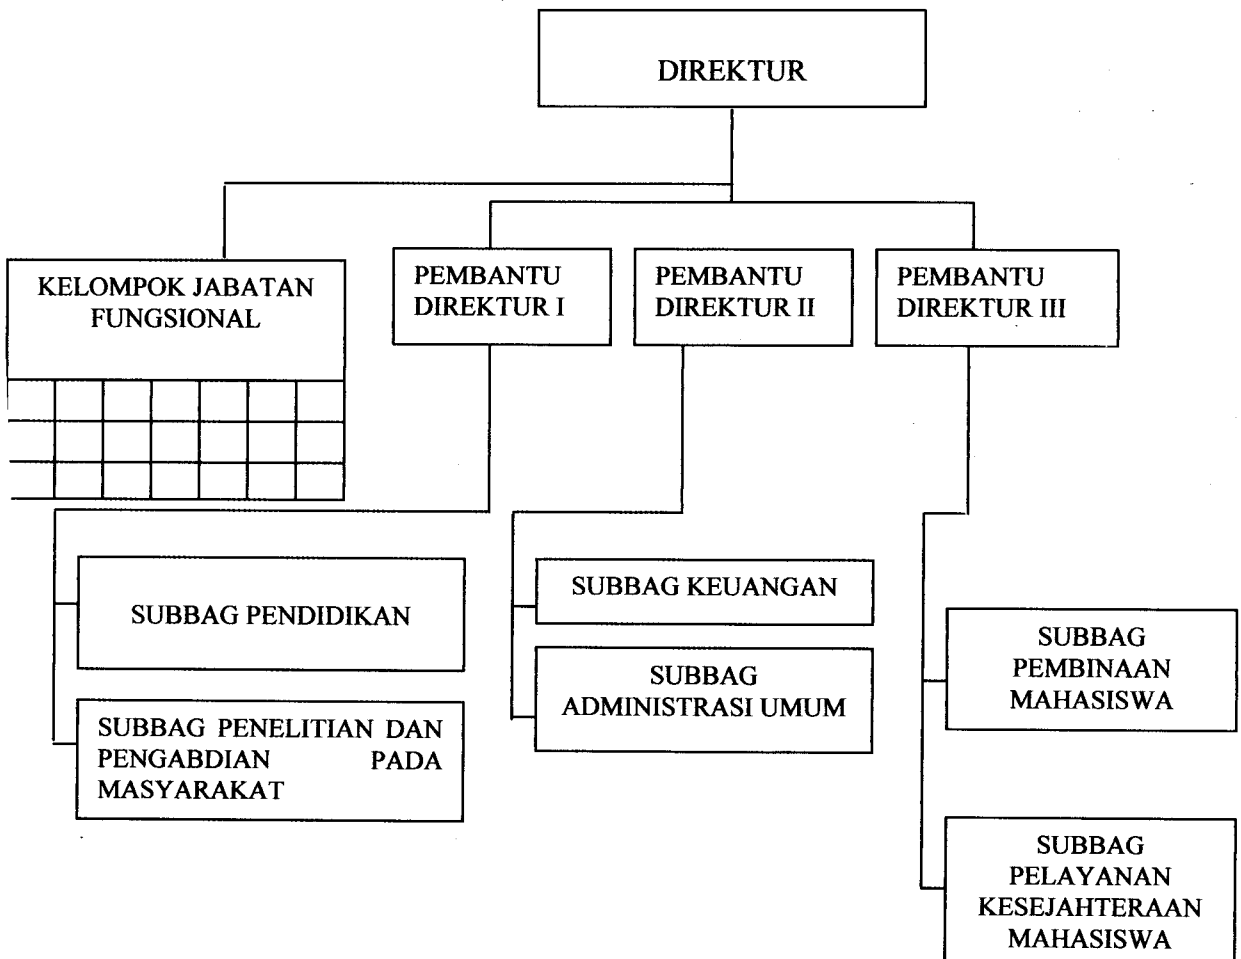 DIREKTUR
KELOMPOK JABATAN
FUNGSIONAL
PEMBANTU
DIREKTUR I
PEMBANTU
DIREKTUR II
PEMBANTU
DIREKTUR III
SUBBAG PENDIDIKAN
SUBBAG PENELITIAN DAN
PENGABDIAN PADA
MASYARAKAT
SUBBAG KEUANGAN
SUBBAG
ADMINISTRASI UMUM
SUBBAG
PEMBINAAN
MAHASISWA
SUBBAG
PELAYANAN
KESEJAHTERAAN
MAHASISWA